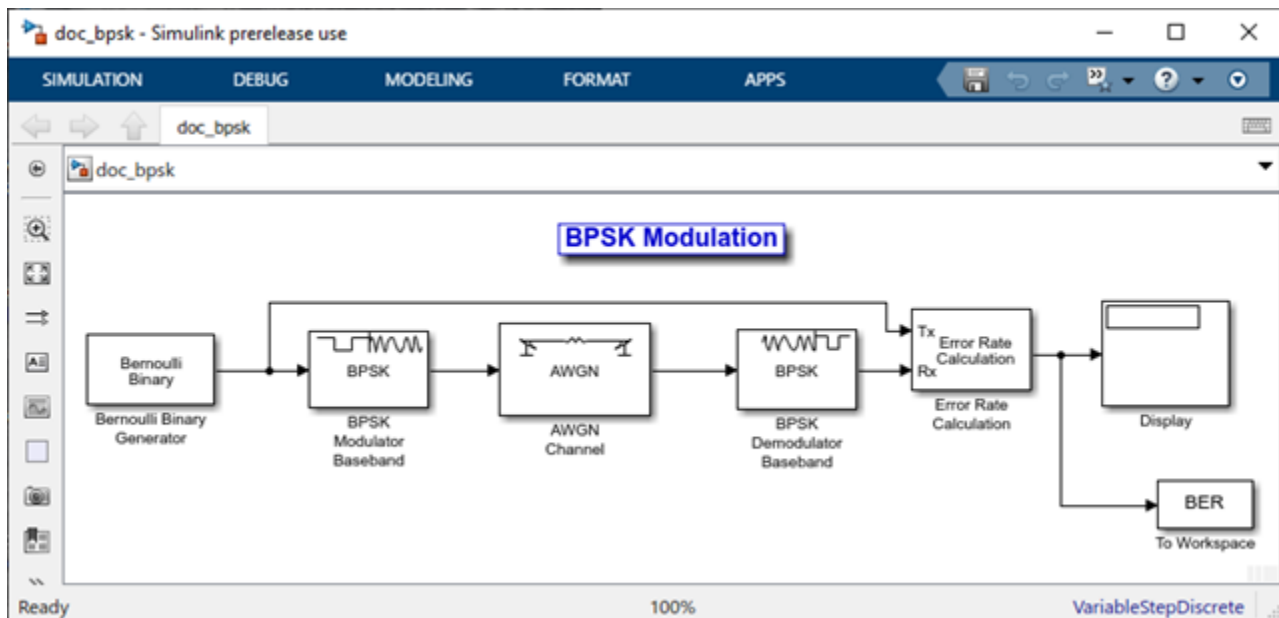 doc_bpsk - Simulink prerelease use
SIMULATION DEBUG MODELING FORMAT APPS
doc_bpsk
doc_bpsk
BPSK Modulation
Bernoulli
Binary
Bernoulli Binary
Generator
BPSK
BPSK
Modulator
Baseband
AWGN
AWGN
Channel
BPSK
BPSK
Demodulator
Baseband
Tx
Rx
Error Rate
Calculation
Error Rate
Calculation
Display
BER
To Workspace
Ready 100% VariableStepDiscrete